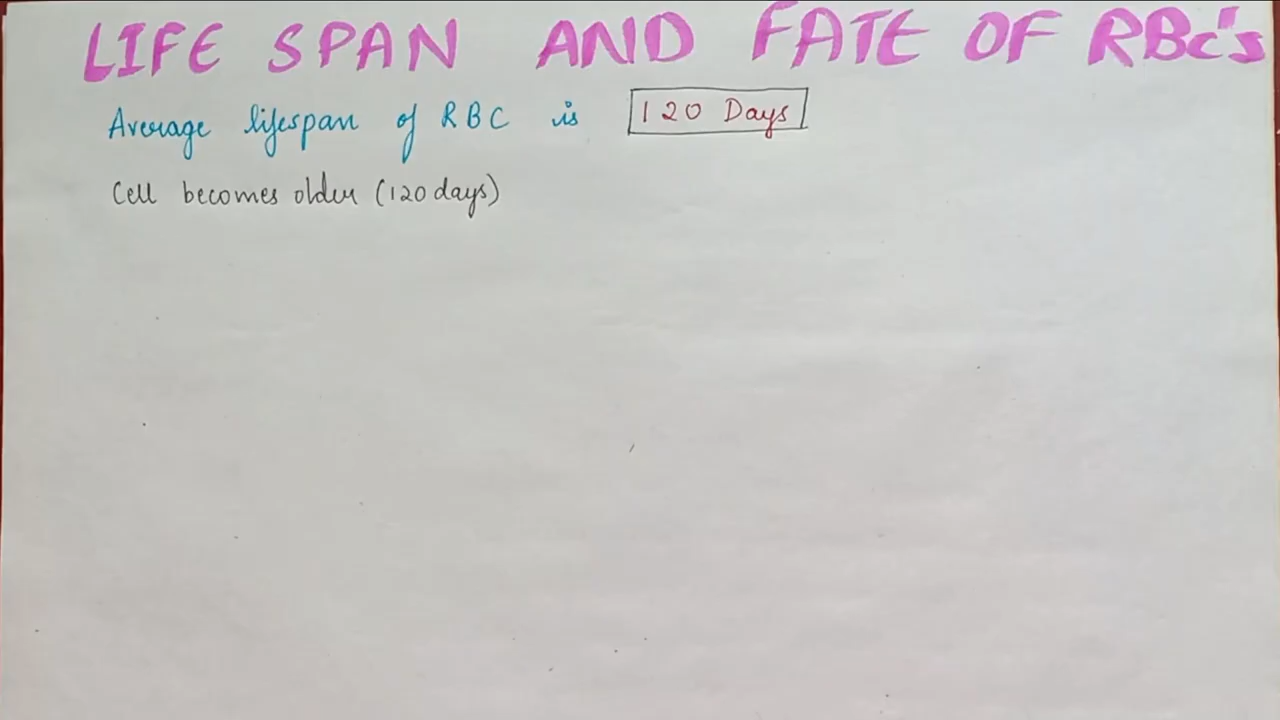 LIFE SPAN AND FATE OF RBC's
Average lifespan of RBC is 120 Days
Cell becomes older (120 days)